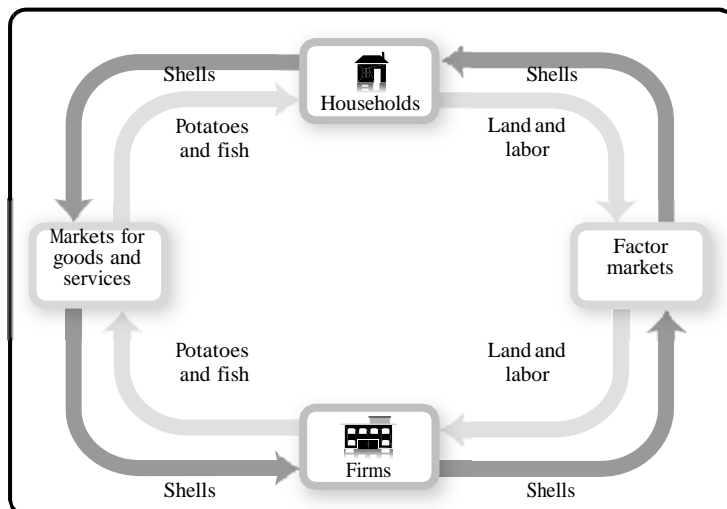 Shells
Households
Shells
Potatoes
and fish
Land and
labor
Markets for
goods and
services
Factor
markets
Potatoes
and fish
Land and
labor
Firms
Shells
Shells